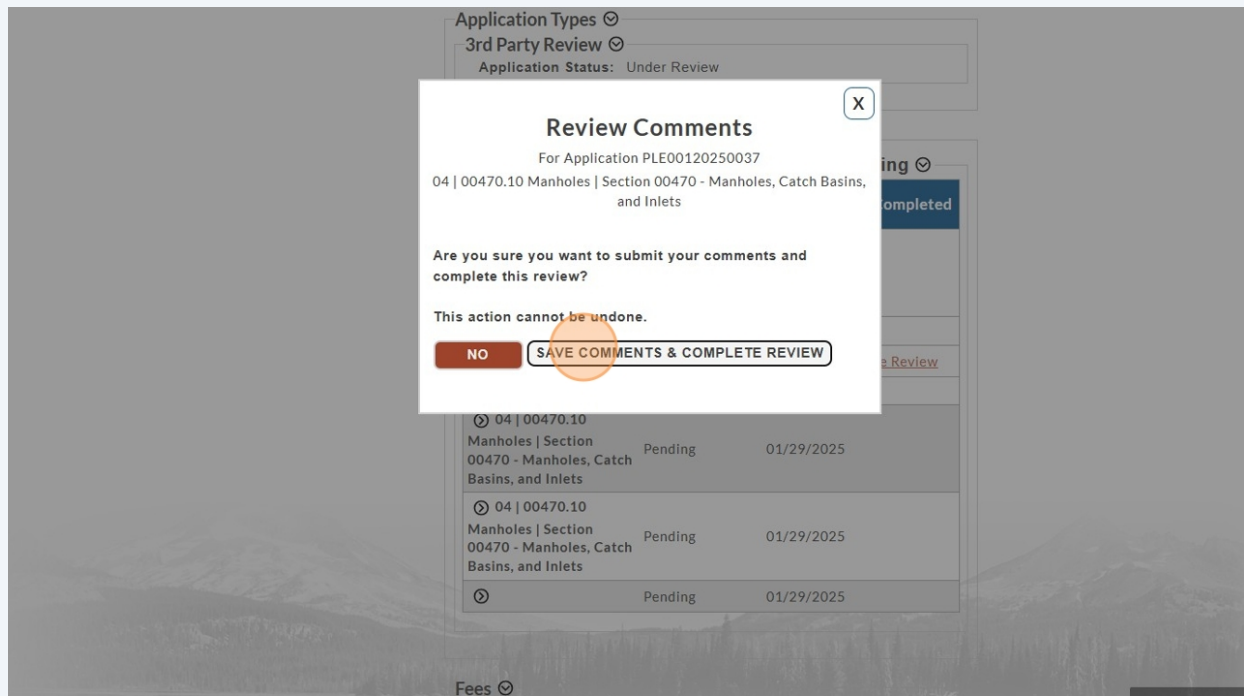 Application Types
3rd Party Review
Application Status: Under Review
X
Review Comments
For Application PLE00120250037
04 | 00470.10 Manholes | Section 00470 - Manholes, Catch Basins,
and Inlets
Are you sure you want to submit your comments and
complete this review?
This action cannot be undone.
NO
SAVE COMMENTS & COMPLETE REVIEW
ing
ompleted
e Review
04 | 00470.10
Manholes | Section
00470 - Manholes, Catch
Basins, and Inlets
Pending
01/29/2025
04 | 00470.10
Manholes | Section
00470 - Manholes, Catch
Basins, and Inlets
Pending
01/29/2025
Pending
01/29/2025
Fees